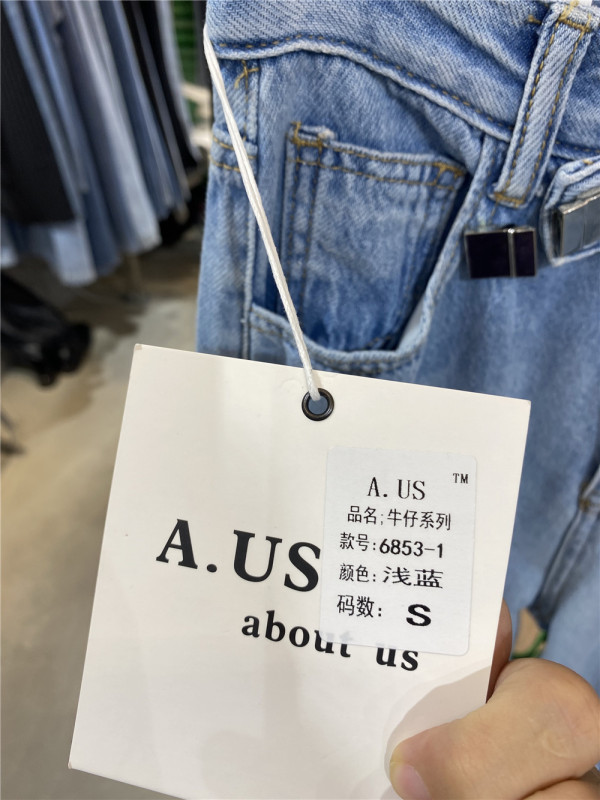 A.US
about us
A.US ™
品名;牛仔系列
款号:6853-1
颜色:浅蓝
码数: S